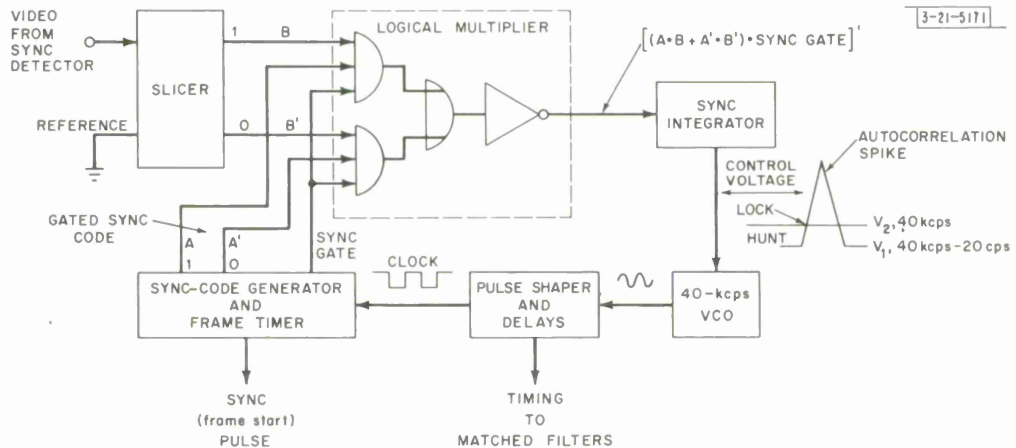 3-21-5171
VIDEO
FROM
SYNC
DETECTOR
REFERENCE
SLICER
1 B
0 B'
LOGICAL MULTIPLIER
[(A•B + A'•B')•SYNC GATE]'
SYNC
INTEGRATOR
AUTOCORRELATION
SPIKE
CONTROL
VOLTAGE
LOCK
HUNT
V2, 40 kcps
V1, 40 kcps-20 cps
GATED SYNC
CODE
A
1
A'
0
SYNC
GATE
CLOCK
SYNC-CODE GENERATOR
AND
FRAME TIMER
PULSE SHAPER
AND
DELAYS
40-kcps
VCO
SYNC
(frame start)
PULSE
TIMING
TO
MATCHED FILTERS